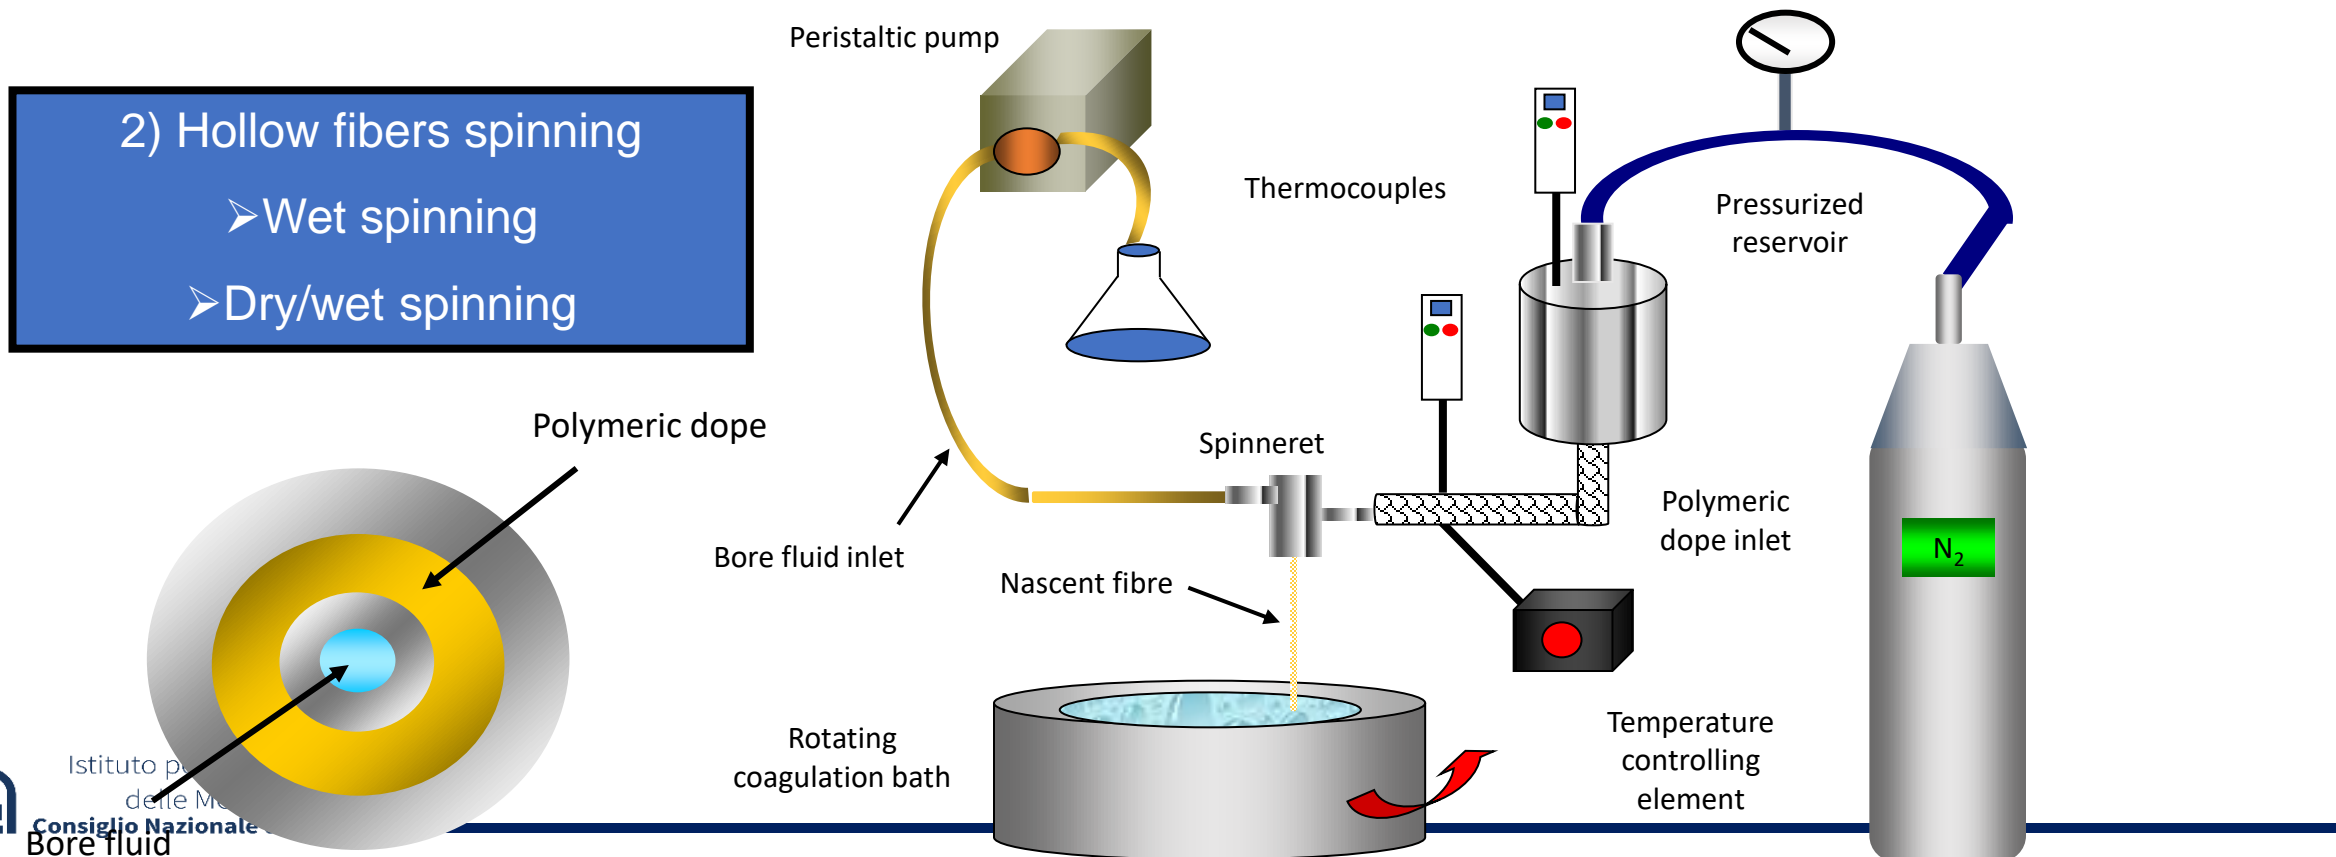 2) Hollow fibers spinning
➢Wet spinning
➢Dry/wet spinning
Peristaltic pump
Thermocouples
Pressurized
reservoir
Polymeric dope
Spinneret
Bore fluid inlet
Polymeric
dope inlet
N₂
Nascent fibre
Rotating
coagulation bath
Temperature
controlling
element
Istituto
delle
Consiglio Nazionale
Bore fluid